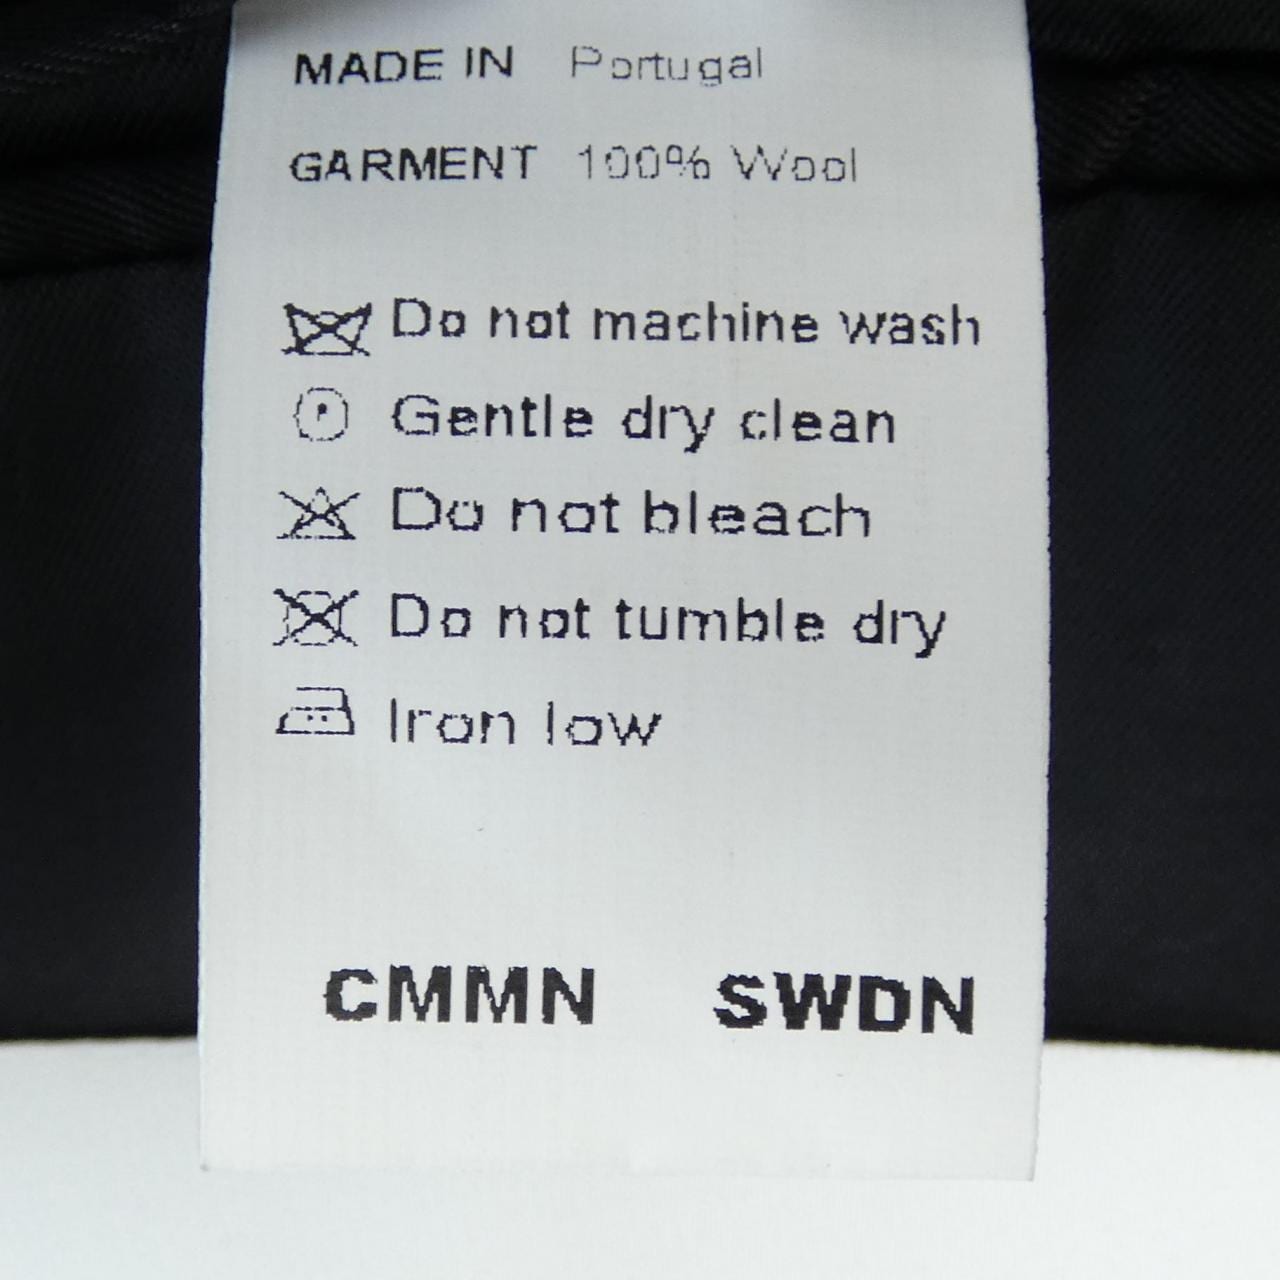 MADE IN Portugal
GARMENT 100% Wool
Do not machine wash
Gentle dry clean
Do not bleach
Do not tumble dry
Iron low
CMMN SWDN